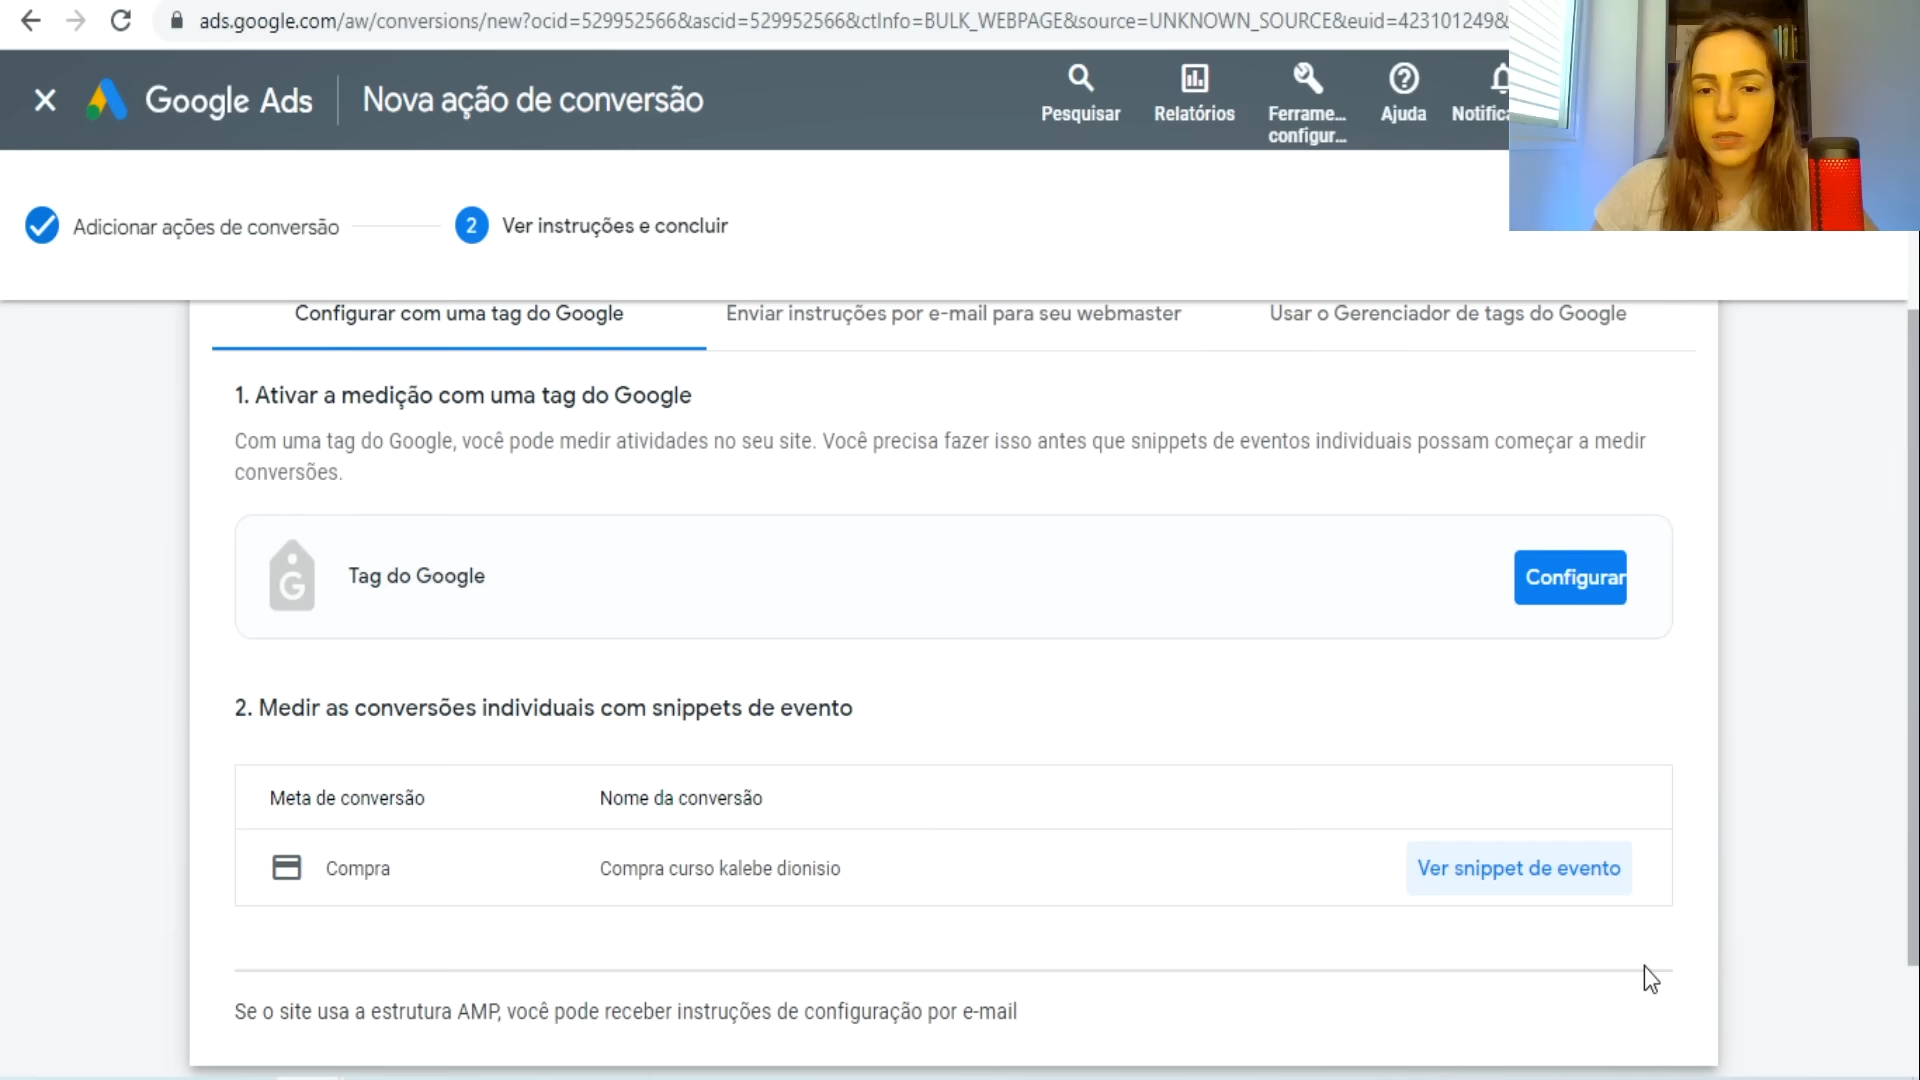 ads.google.com/aw/conversions/new?ocid=529952566&ascid=529952566&ctInfo=BULK_WEBPAGE&source=UNKNOWN_SOURCE&euid=423101249&
Google Ads
Nova ação de conversão
Pesquisar
Relatórios
Ferrame...
configur...
Ajuda
Notifica
Adicionar ações de conversão
2
Ver instruções e concluir
Configurar com uma tag do Google
Enviar instruções por e-mail para seu webmaster
Usar o Gerenciador de tags do Google
1. Ativar a medição com uma tag do Google
Com uma tag do Google, você pode medir atividades no seu site. Você precisa fazer isso antes que snippets de eventos individuais possam começar a medir
conversões.
G
Tag do Google
Configurar
2. Medir as conversões individuais com snippets de evento
Meta de conversão
Nome da conversão
Compra
Compra curso kalebe dionisio
Ver snippet de evento
Se o site usa a estrutura AMP, você pode receber instruções de configuração por e-mail